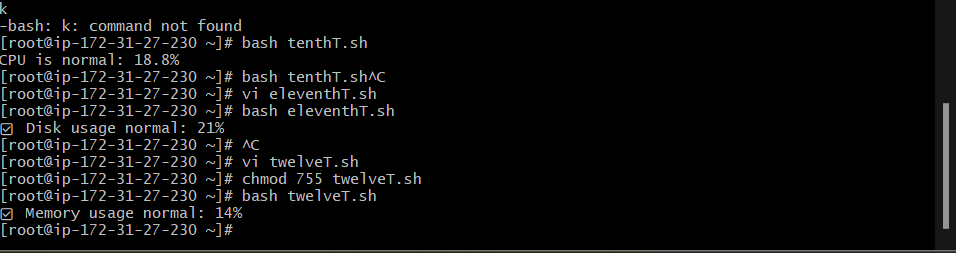 k
-bash: k: command not found
[root@ip-172-31-27-230 ~]# bash tenthT.sh
CPU is normal: 18.8%
[root@ip-172-31-27-230 ~]# bash tenthT.sh^C
[root@ip-172-31-27-230 ~]# vi eleventhT.sh
[root@ip-172-31-27-230 ~]# bash eleventhT.sh
☑ Disk usage normal: 21%
[root@ip-172-31-27-230 ~]# ^C
[root@ip-172-31-27-230 ~]# vi twelveT.sh
[root@ip-172-31-27-230 ~]# chmod 755 twelveT.sh
[root@ip-172-31-27-230 ~]# bash twelveT.sh
☑ Memory usage normal: 14%
[root@ip-172-31-27-230 ~]#